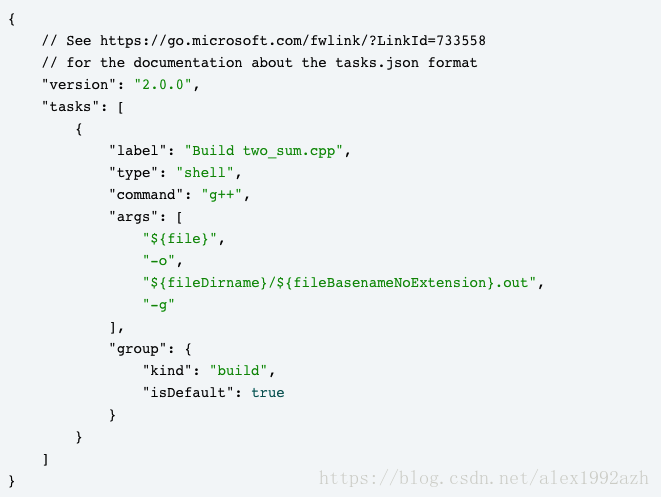 {
    // See https://go.microsoft.com/fwlink/?LinkId=733558
    // for the documentation about the tasks.json format
    "version": "2.0.0",
    "tasks": [
        {
            "label": "Build two_sum.cpp",
            "type": "shell",
            "command": "g++",
            "args": [
                "${file}",
                "-o",
                "${fileDirname}/${fileBasenameNoExtension}.out",
                "-g"
            ],
            "group": {
                "kind": "build",
                "isDefault": true
            }
        }
    ]
}
https://blog.csdn.net/alex1992azh